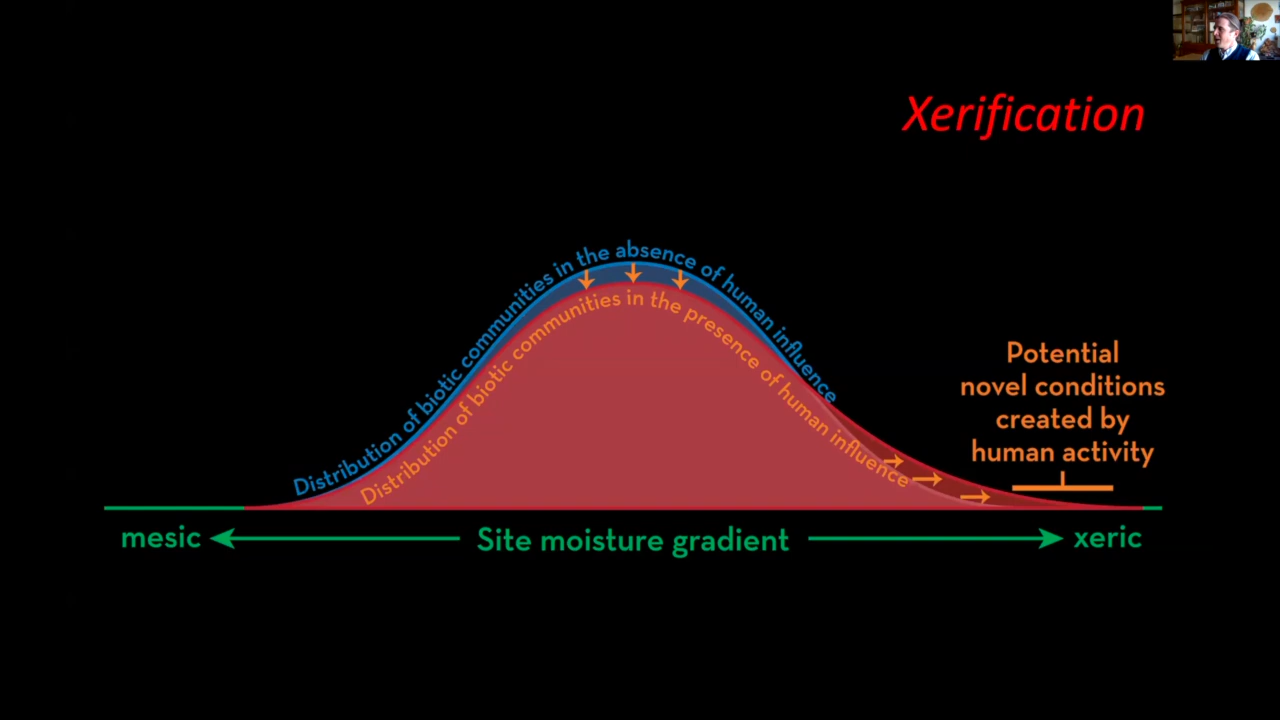 Xerification
Distribution of biotic communities in the absence of human influence
Distribution of biotic communities in the presence of human influence
Potential
novel conditions
created by
human activity
mesic
Site moisture gradient
xeric